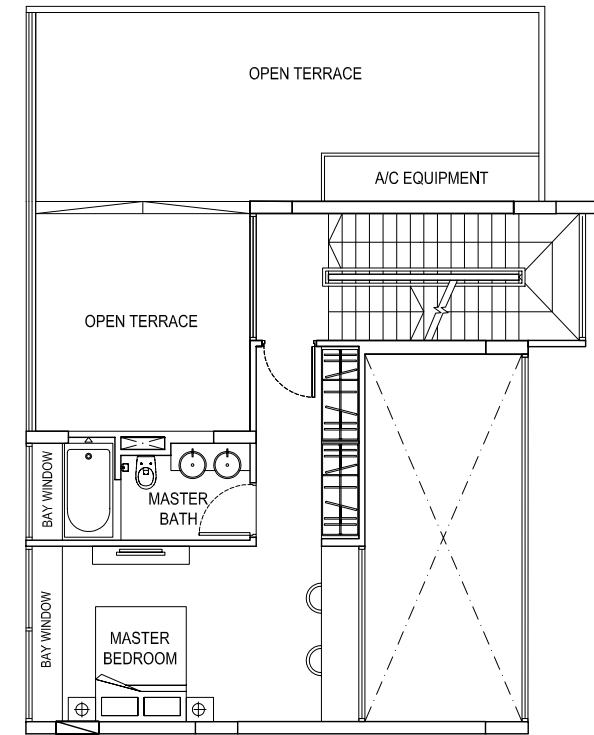 OPEN TERRACE
A/C EQUIPMENT
OPEN TERRACE
BAY WINDOW
MASTER
BATH
BAY WINDOW
MASTER
BEDROOM